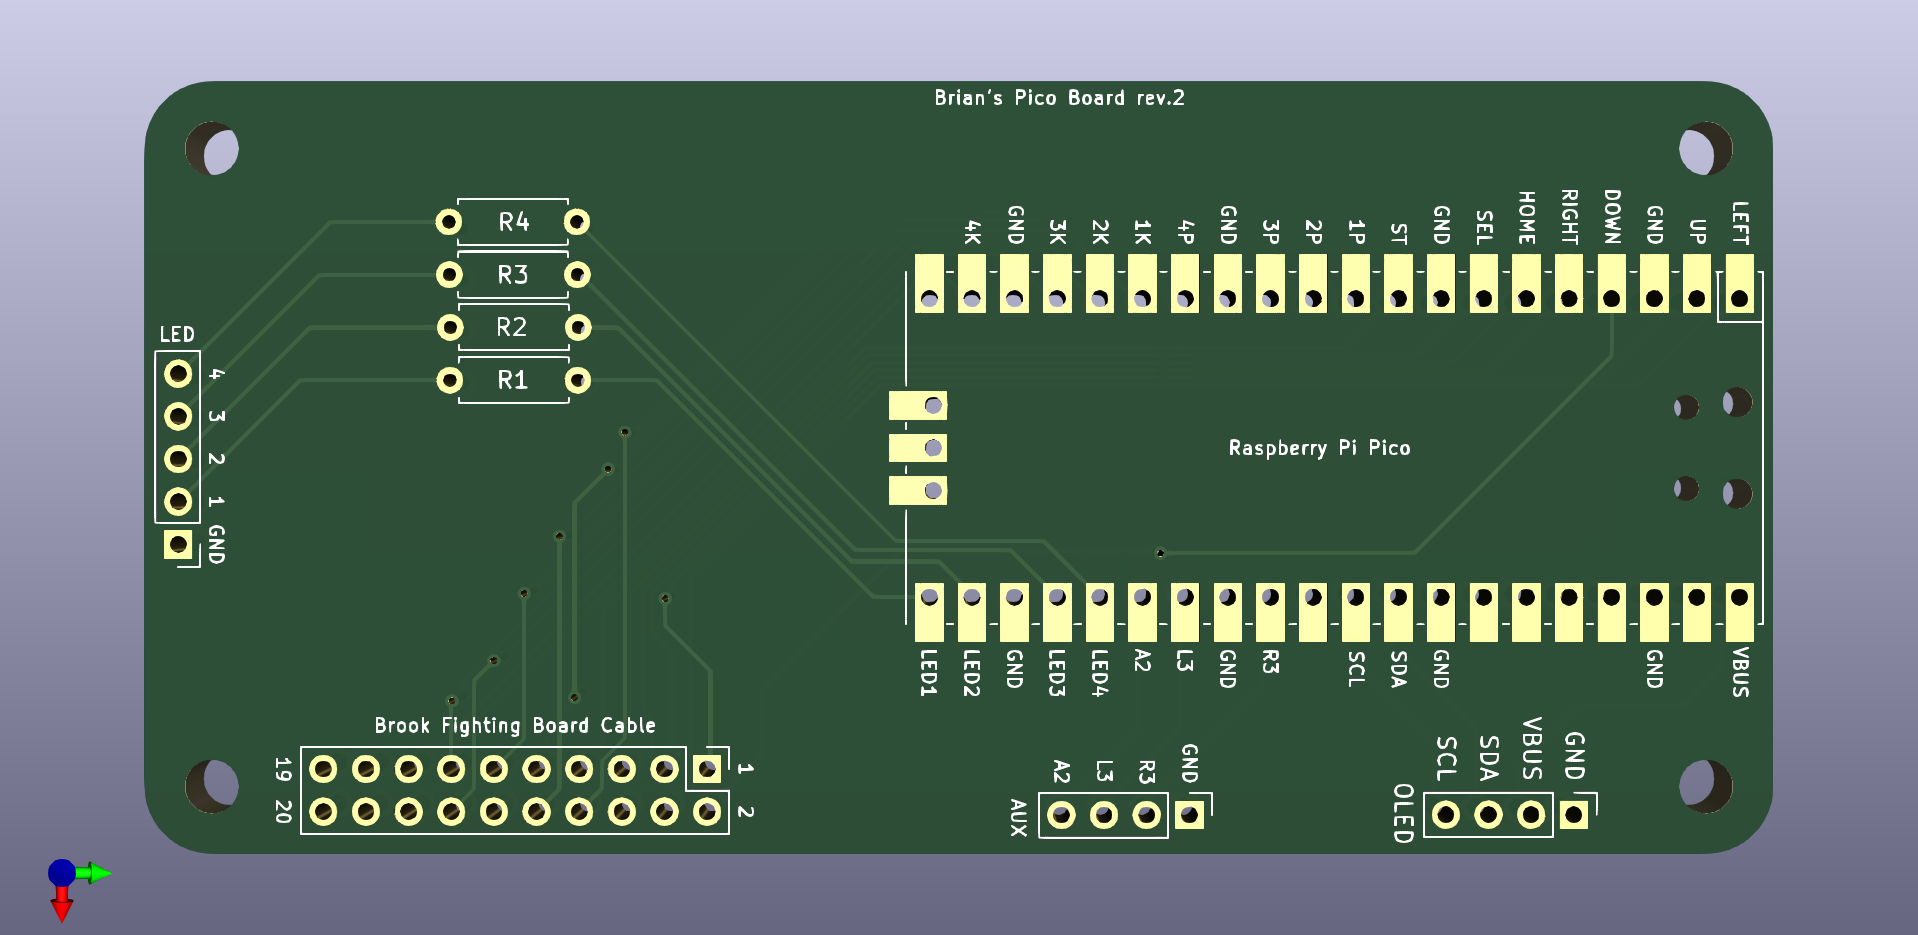 Brian's Pico Board rev.2
R4
R3
R2
R1
LED
4
3
2
1
GND
4K
GND
3K
2K
1K
4P
GND
3P
2P
1P
ST
GND
SEL
HOME
RIGHT
DOWN
GND
UP
LEFT
Raspberry Pi Pico
LED1
LED2
GND
LED3
LED4
A2
L3
GND
R3
SCL
SDA
GND
GND
VBUS
Brook Fighting Board Cable
19
1
20
2
A2
L3
R3
GND
AUX
SCL
SDA
VBUS
GND
OLED